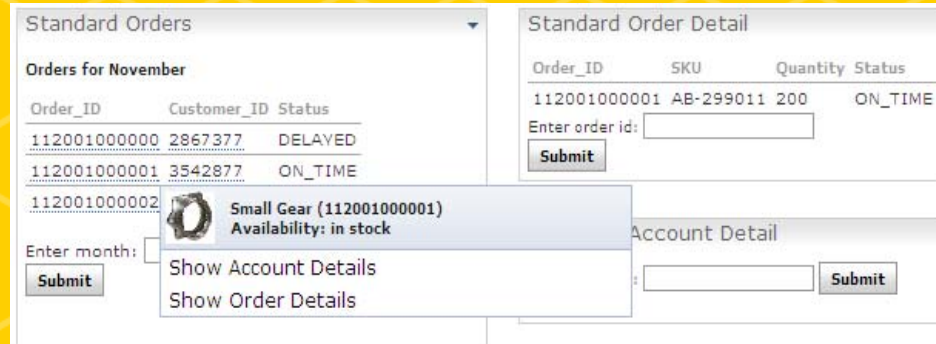 Standard Orders
Orders for November
Order_ID Customer_ID Status
112001000000 2867377 DELAYED
112001000001 3542877 ON_TIME
112001000002
Small Gear (112001000001)
Availability: in stock
Show Account Details
Show Order Details
Enter month:
Submit
Standard Order Detail
Order_ID SKU Quantity Status
112001000001 AB-299011 200 ON_TIME
Enter order id:
Submit
Account Detail
:
Submit